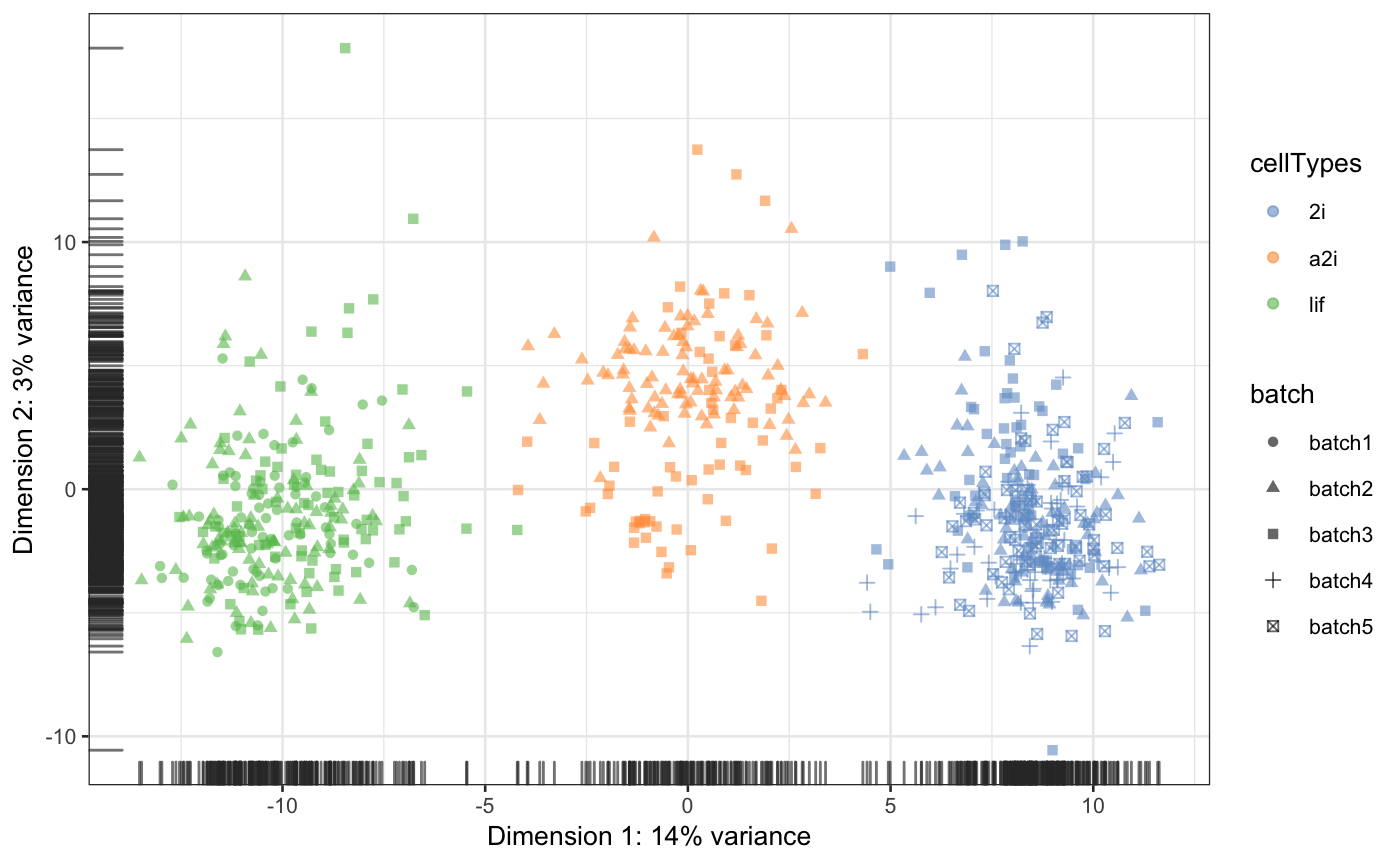 10
0
-10
Dimension 2: 3% variance
-10
-5
0
5
10
Dimension 1: 14% variance
cellTypes
2i
a2i
lif
batch
batch1
batch2
batch3
batch4
batch5